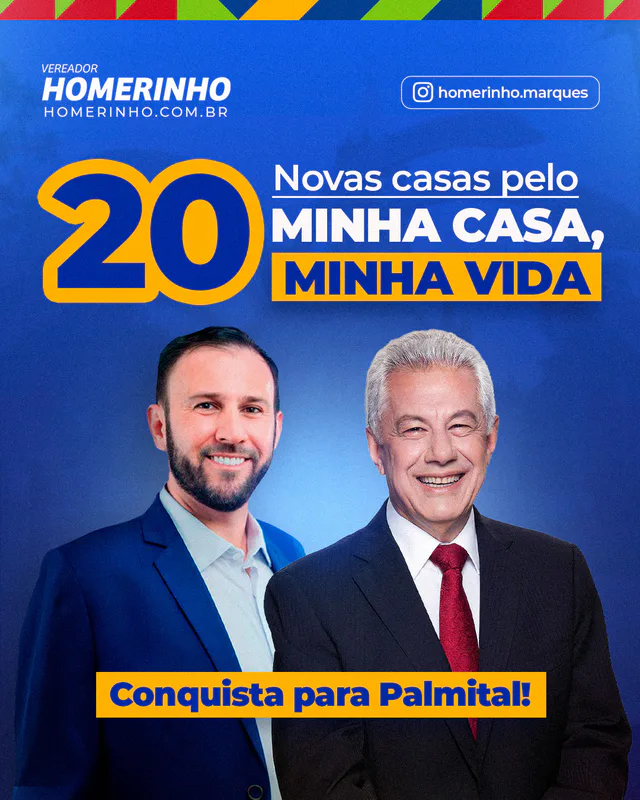 VEREADOR
HOMERINHO
HOMERINHO.COM.BR
homerinho.marques
20
Novas casas pelo
MINHA CASA,
MINHA VIDA
Conquista para Palmital!